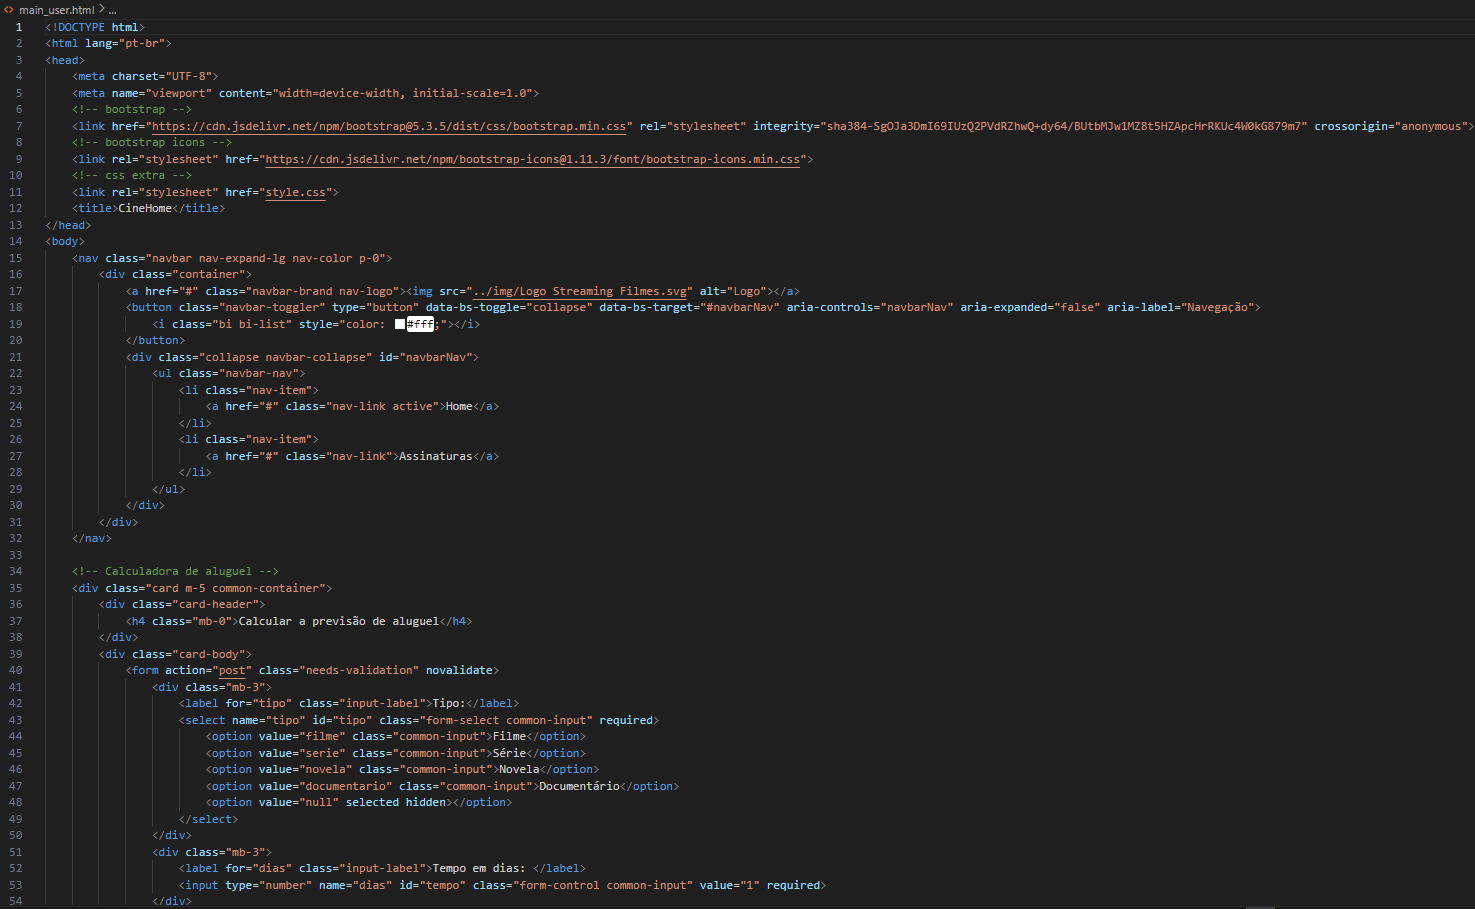 main_user.html > ...
1 <!DOCTYPE html>
2 <html lang="pt-br">
3 <head>
4 <meta charset="UTF-8">
5 <meta name="viewport" content="width=device-width, initial-scale=1.0">
6 <!-- bootstrap -->
7 <link href="https://cdn.jsdelivr.net/npm/bootstrap@5.3.5/dist/css/bootstrap.min.css" rel="stylesheet" integrity="sha384-SgOJa3DmI69IUzQ2PVdRZhwQ+dy64/BUtbMJw1MZ8t5HZApcHrRKUc4W0kG879m7" crossorigin="anonymous">
8 <!-- bootstrap icons -->
9 <link rel="stylesheet" href="https://cdn.jsdelivr.net/npm/bootstrap-icons@1.11.3/font/bootstrap-icons.min.css">
10 <!-- css extra -->
11 <link rel="stylesheet" href="style.css">
12 <title>CineHome</title>
13 </head>
14 <body>
15 <nav class="navbar nav-expand-lg nav-color p-0">
16 <div class="container">
17 <a href="#" class="navbar-brand nav-logo"><img src="../img/Logo Streaming Filmes.svg" alt="Logo"></a>
18 <button class="navbar-toggler" type="button" data-bs-toggle="collapse" data-bs-target="#navbarNav" aria-controls="navbarNav" aria-expanded="false" aria-label="Navegação">
19 <i class="bi bi-list" style="color: #fff;"></i>
20 </button>
21 <div class="collapse navbar-collapse" id="navbarNav">
22 <ul class="navbar-nav">
23 <li class="nav-item">
24 <a href="#" class="nav-link active">Home</a>
25 </li>
26 <li class="nav-item">
27 <a href="#" class="nav-link">Assinaturas</a>
28 </li>
29 </ul>
30 </div>
31 </div>
32 </nav>
33
34 <!-- Calculadora de aluguel -->
35 <div class="card m-5 common-container">
36 <div class="card-header">
37 <h4 class="mb-0">Calcular a previsão de aluguel</h4>
38 </div>
39 <div class="card-body">
40 <form action="post" class="needs-validation" novalidate>
41 <div class="mb-3">
42 <label for="tipo" class="input-label">Tipo:</label>
43 <select name="tipo" id="tipo" class="form-select common-input" required>
44 <option value="filme" class="common-input">Filme</option>
45 <option value="serie" class="common-input">Série</option>
46 <option value="novela" class="common-input">Novela</option>
47 <option value="documentario" class="common-input">Documentário</option>
48 <option value="null" selected hidden></option>
49 </select>
50 </div>
51 <div class="mb-3">
52 <label for="dias" class="input-label">Tempo em dias: </label>
53 <input type="number" name="dias" id="tempo" class="form-control common-input" value="1" required>
54 </div>